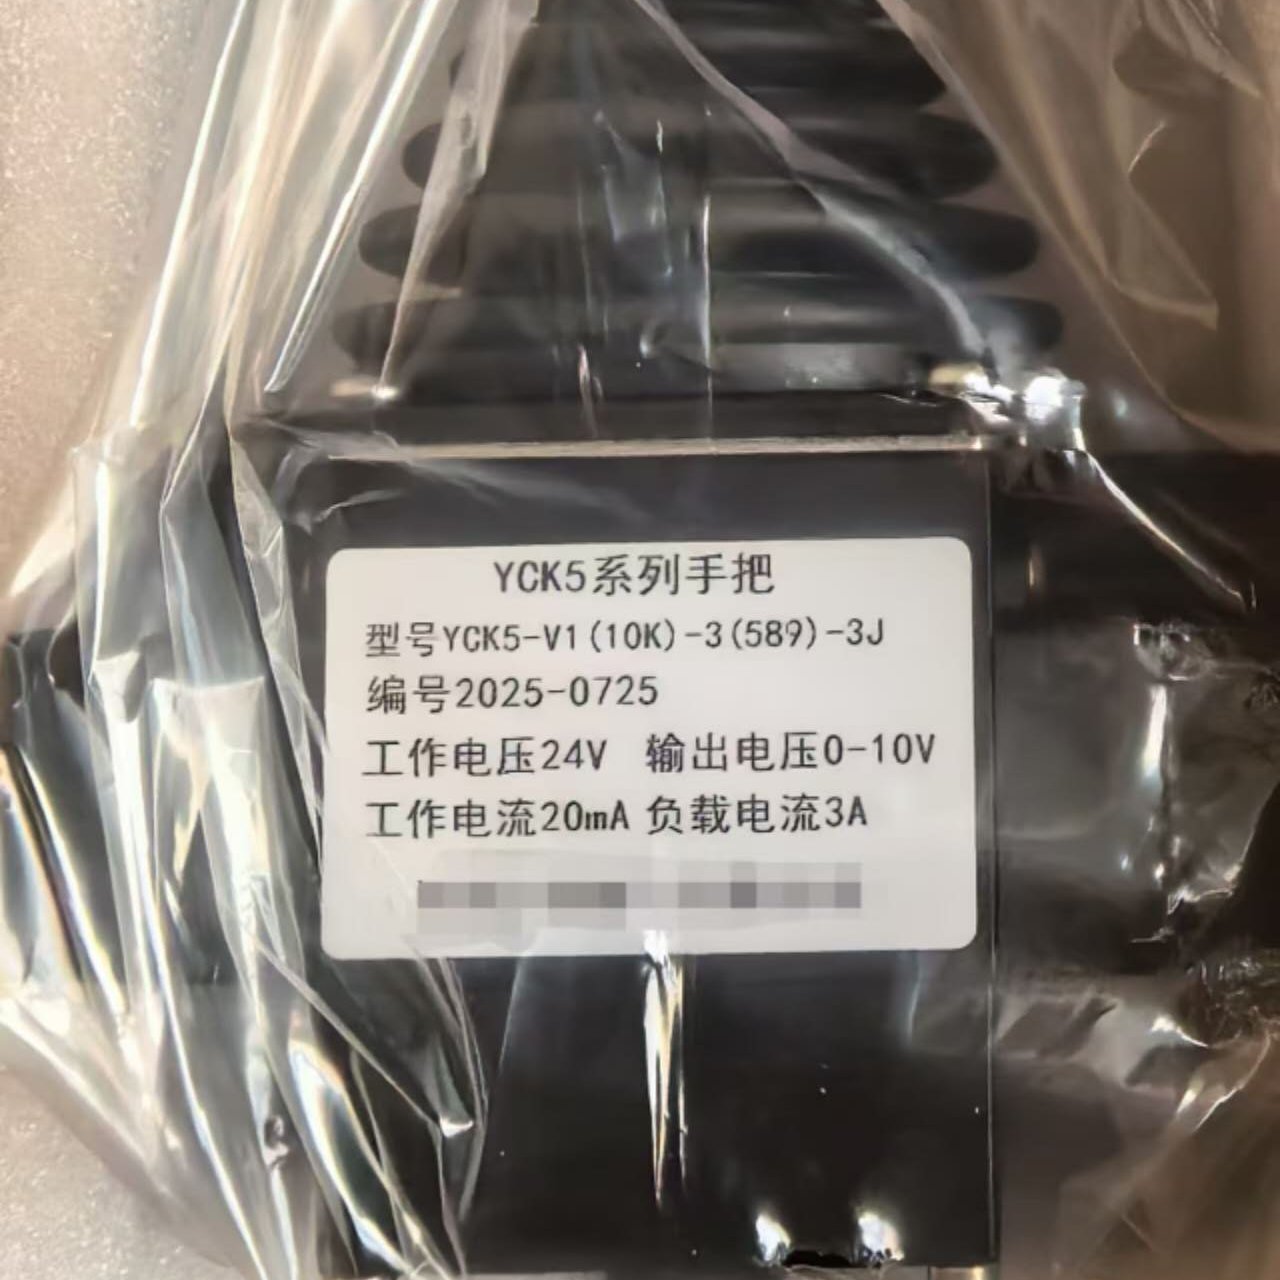 YCK5系列手把
型号YCK5-V1(10K)-3(589)-3J
编号2025-0725
工作电压24V 输出电压0-10V
工作电流20mA 负载电流3A